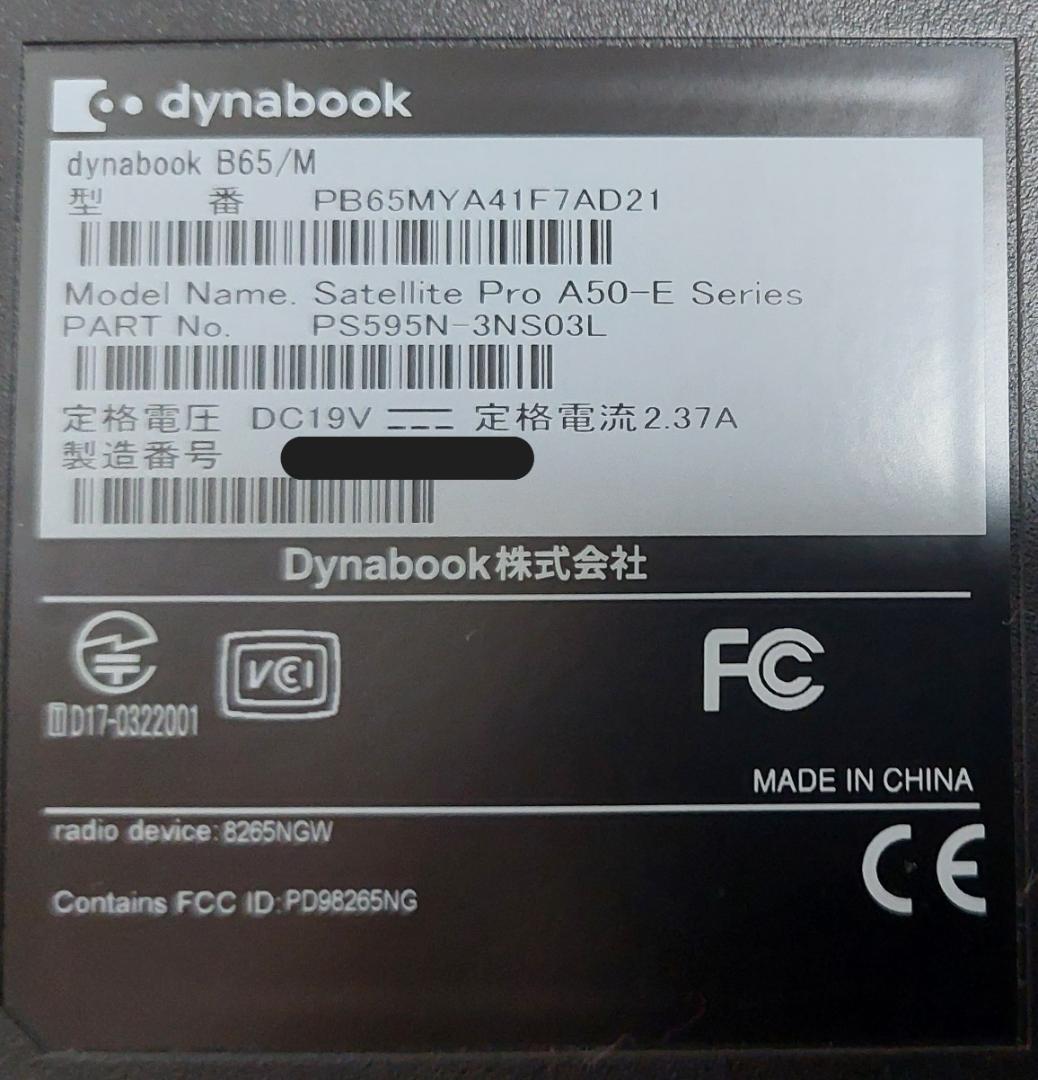 dynabook
dynabook B65/M
型 番 PB65MYA41F7AD21
Model Name. Satellite Pro A50-E Series
PART No. PS595N-3NS03L
定格電圧 DC19V 定格電流2.37A
製造番号
Dynabook株式会社
T D17-0322001
VCI
FC
MADE IN CHINA
radio device:8265NGW
CE
Contains FCC ID:PD98265NG